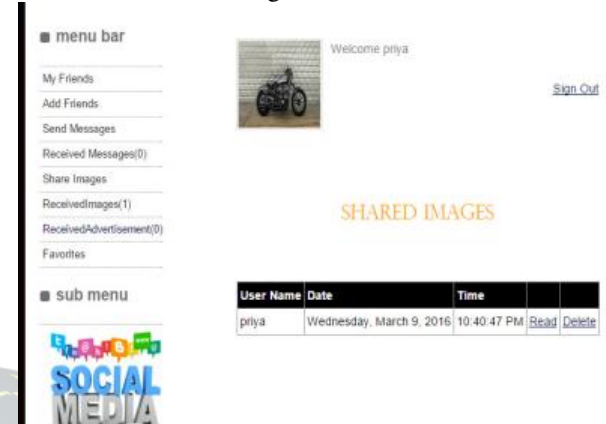 menu bar
My Friends
Add Friends
Send Messages
Received Messages(0)
Share Images
ReceivedImages(1)
ReceivedAdvertisement(0)
Favorites
sub menu
SOCIAL
MEDIA
Welcome priya
Sign Out
SHARED IMAGES
User Name Date Time
priya Wednesday, March 9, 2016 10:40:47 PM Read Delete